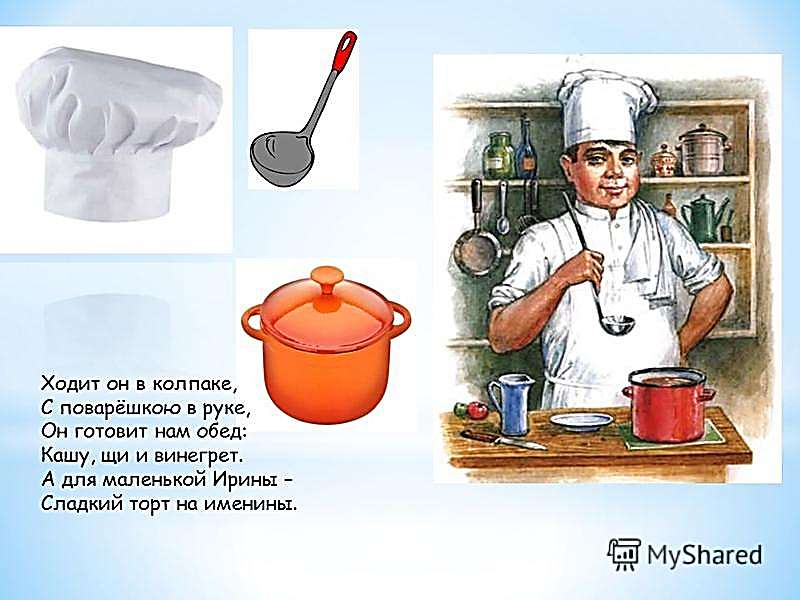 Ходит он в колпаке,
С поварёшкою в руке,
Он готовит нам обед:
Кашу, щи и винегрет.
А для маленькой Ирины –
Сладкий торт на именины.
MyShared